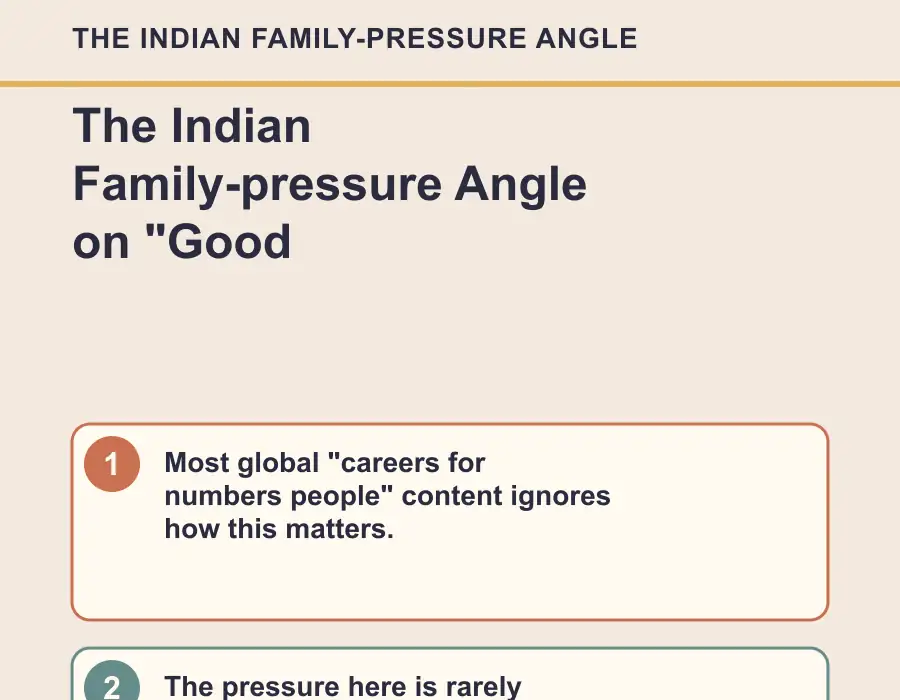 THE INDIAN FAMILY-PRESSURE ANGLE
The Indian
Family-pressure Angle
on "Good
1
Most global "careers for
numbers people" content ignores
how this matters.
2
The pressure here is rarely